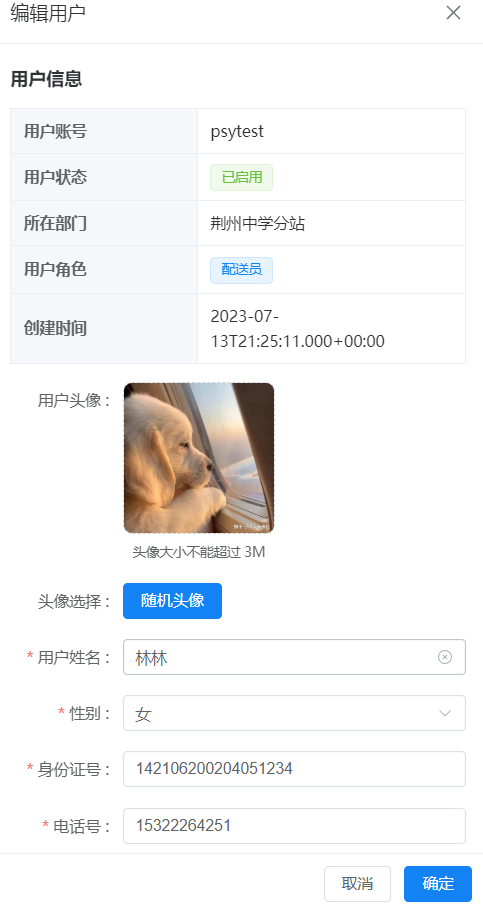 编辑用户
用户信息
用户账号 psytest
用户状态 已启用
所在部门 荆州中学分站
用户角色 配送员
创建时间 2023-07-
13T21:25:11.000+00:00
用户头像：
头像大小不能超过 3M
头像选择： 随机头像
* 用户姓名： 林林
* 性别： 女
* 身份证号： 142106200204051234
* 电话号： 15322264251
取消 确定